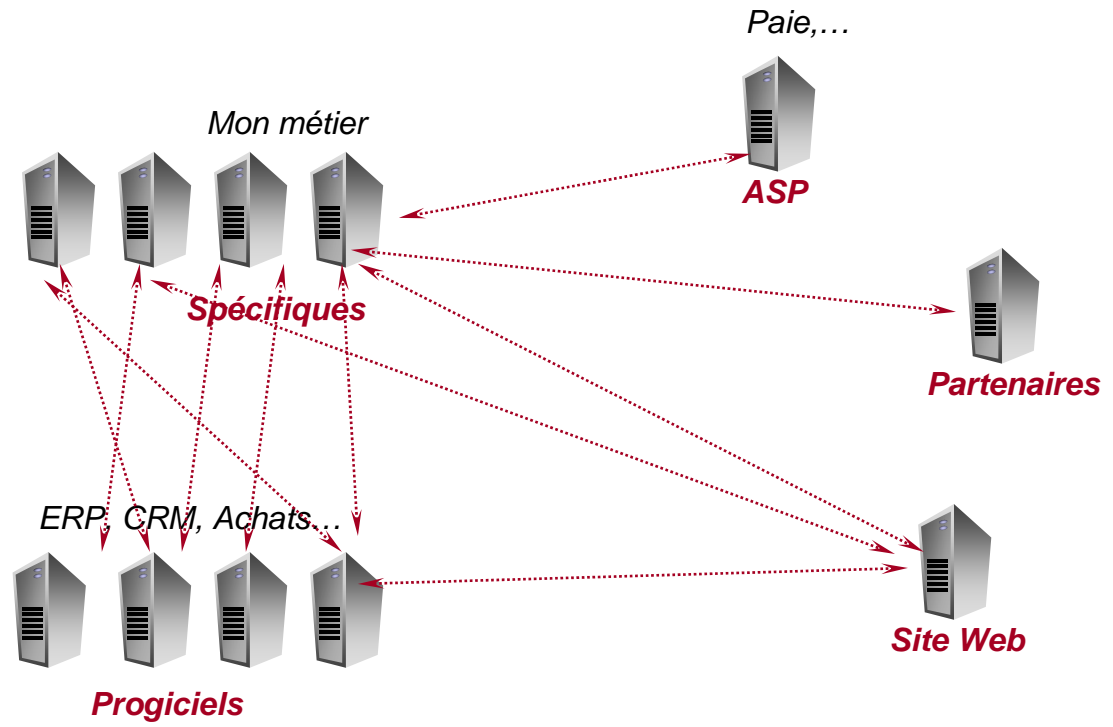 Paie,…
Mon métier
ASP
Spécifiques
Partenaires
ERP, CRM, Achats…
Site Web
Progiciels